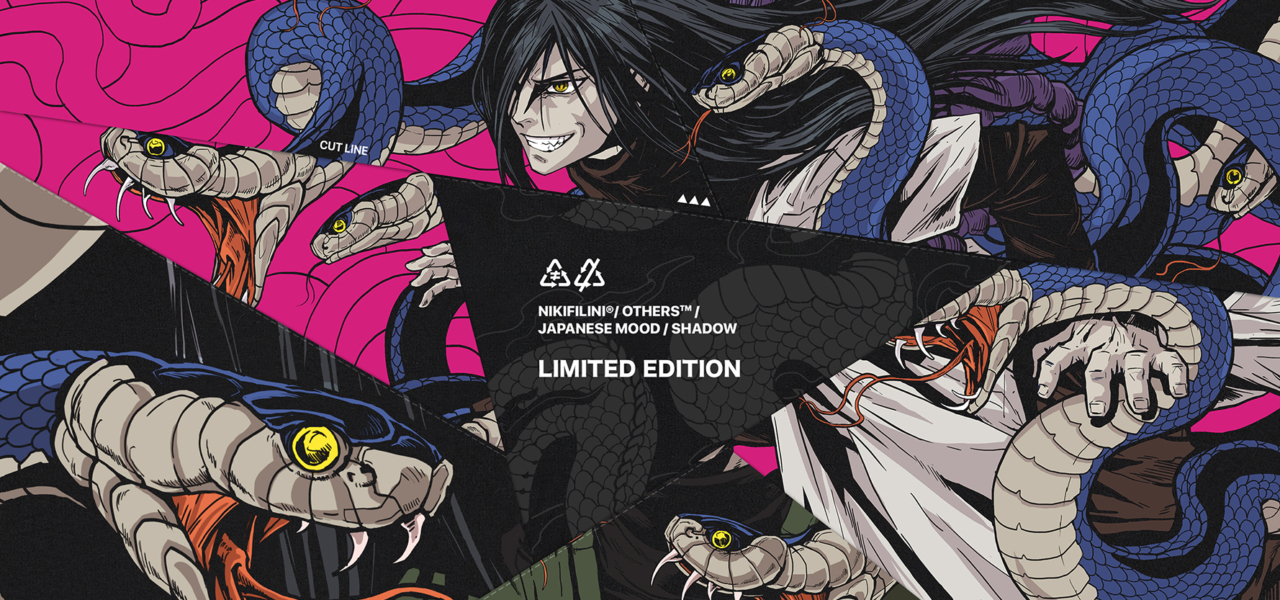 CUT LINE
NIKIFILINI®/ OTHERS™ /
JAPANESE MOOD / SHADOW
LIMITED EDITION